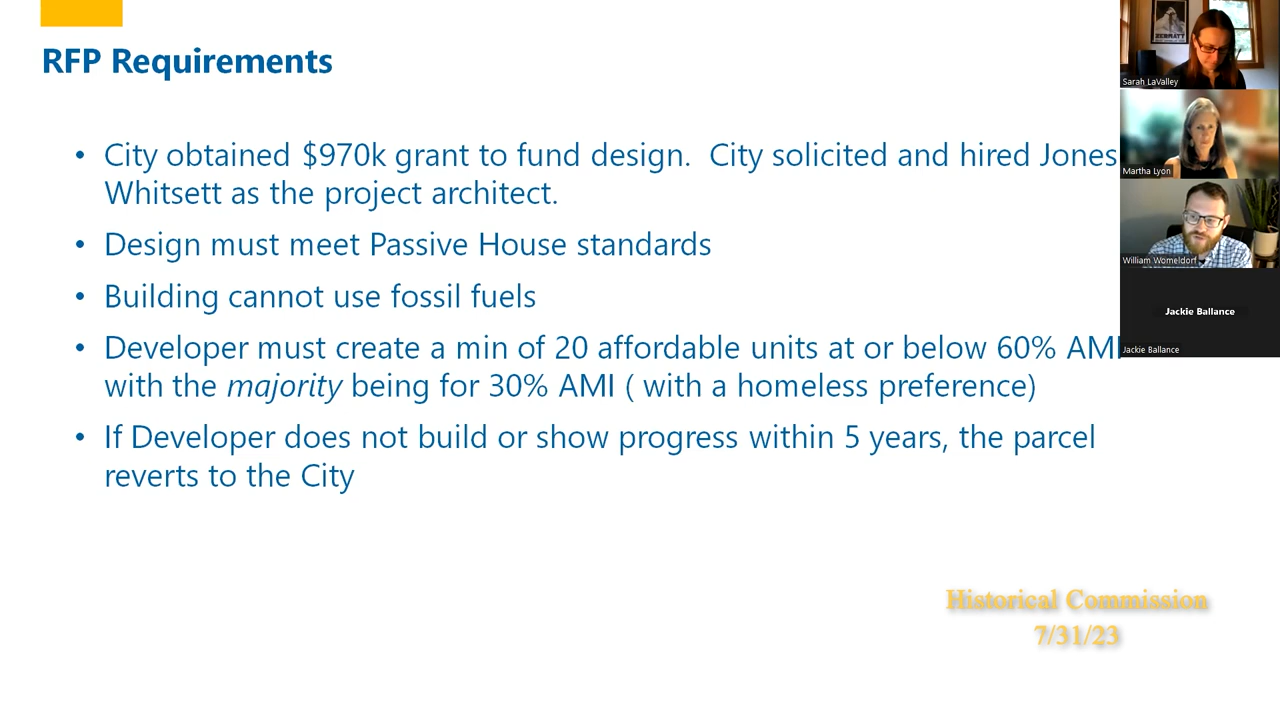 RFP Requirements
• City obtained $970k grant to fund design. City solicited and hired Jones
Whitsett as the project architect.
• Design must meet Passive House standards
• Building cannot use fossil fuels
• Developer must create a min of 20 affordable units at or below 60% AMI
with the majority being for 30% AMI ( with a homeless preference)
• If Developer does not build or show progress within 5 years, the parcel
reverts to the City
Historical Commission
7/31/23
ZERMATT
Sarah LaValley
Martha Lyon
William Womeldorf
Jackie Ballance
Jackie Ballance